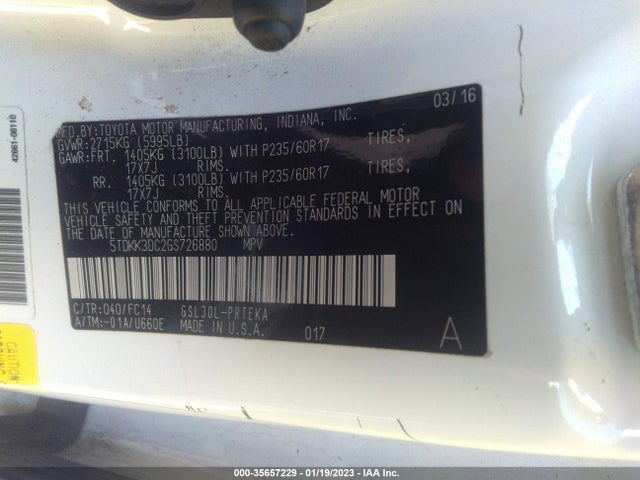 03/16
MFD.BY:TOYOTA MOTOR MANUFACTURING, INDIANA, INC.
GVWR:2715KG (5995LB)
GAWR:FRT. 1405KG (3100LB) WITH P235/60R17 TIRES,
17X7J RIMS.
RR. 1405KG (3100LB) WITH P235/60R17 TIRES,
17X7J RIMS.
THIS VEHICLE CONFORMS TO ALL APPLICABLE FEDERAL MOTOR
VEHICLE SAFETY AND THEFT PREVENTION STANDARDS IN EFFECT ON
THE DATE OF MANUFACTURE SHOWN ABOVE.
5TDKK3DC2GS726880 MPV
C/TR:040/FC14 GSL30L-PRTEKA
A/TM:-01A/U660E MADE IN U.S.A. 017
A
42661-08110
CAUTION
000-35657229 - 01/19/2023 - IAA Inc.